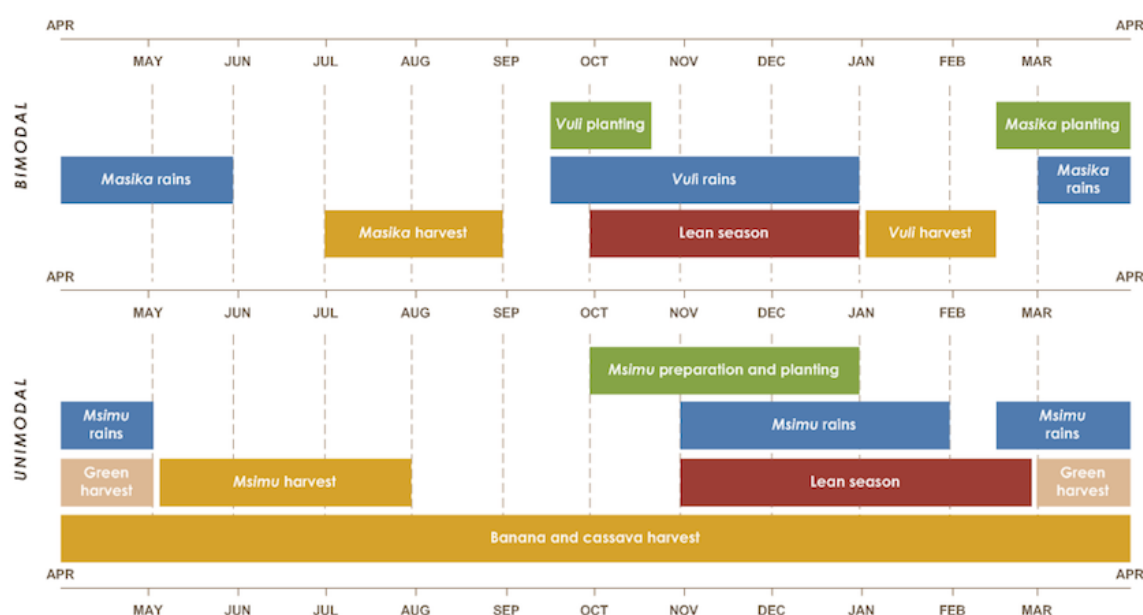 APR APR
MAY JUN JUL AUG SEP OCT NOV DEC JAN FEB MAR
BIMODAL
Vuli planting
Masika planting
Masika rains
Vuli rains
Masika
rains
Masika harvest
Lean season
Vuli harvest
APR APR
MAY JUN JUL AUG SEP OCT NOV DEC JAN FEB MAR
UNIMODAL
Msimu preparation and planting
Msimu
rains
Msimu rains
Msimu
rains
Green
harvest
Msimu harvest
Lean season
Green
harvest
Banana and cassava harvest
APR APR
MAY JUN JUL AUG SEP OCT NOV DEC JAN FEB MAR